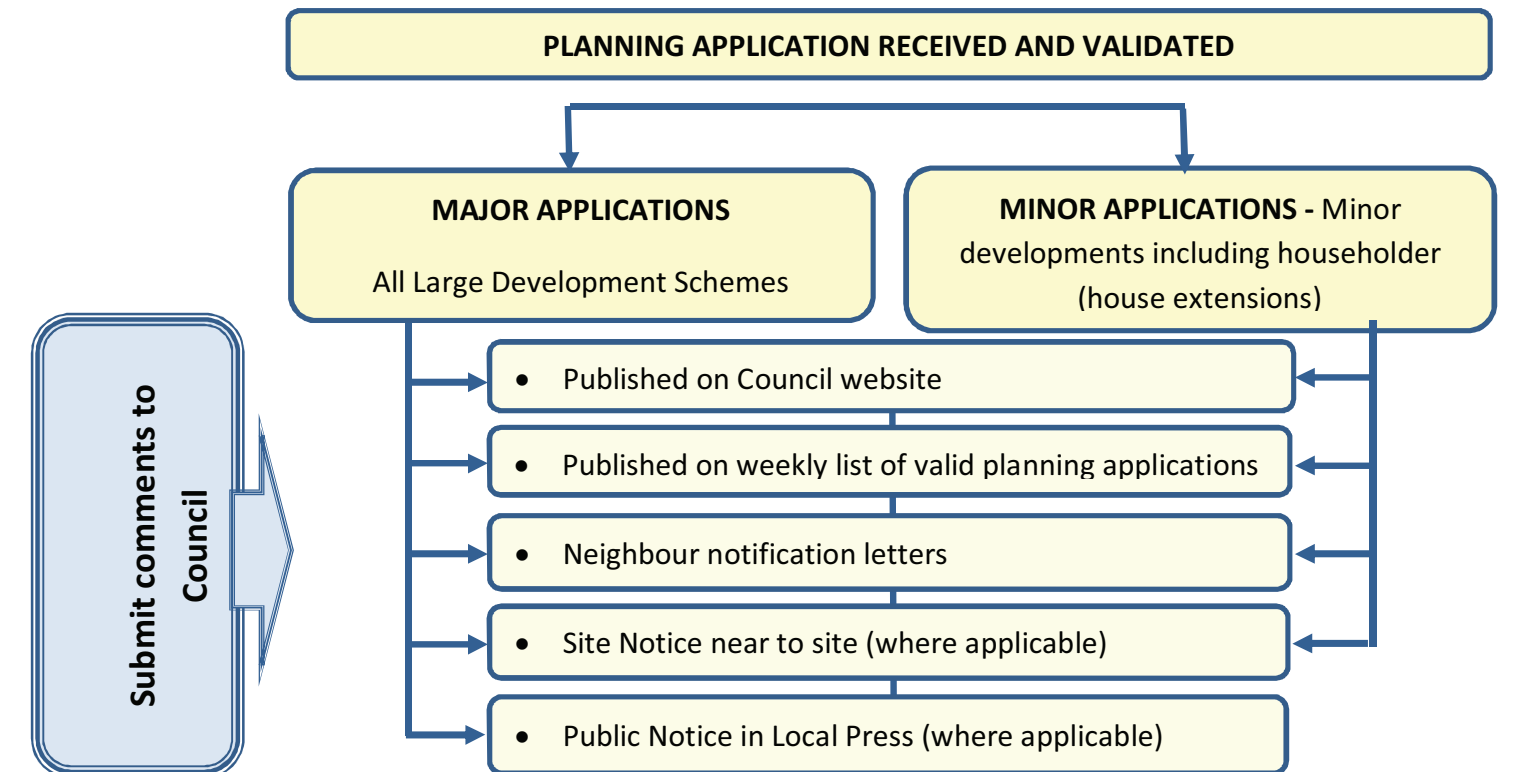 PLANNING APPLICATION RECEIVED AND VALIDATED
MAJOR APPLICATIONS
All Large Development Schemes
MINOR APPLICATIONS - Minor
developments including householder
(house extensions)
Submit comments to
Council
• Published on Council website
• Published on weekly list of valid planning applications
• Neighbour notification letters
• Site Notice near to site (where applicable)
• Public Notice in Local Press (where applicable)